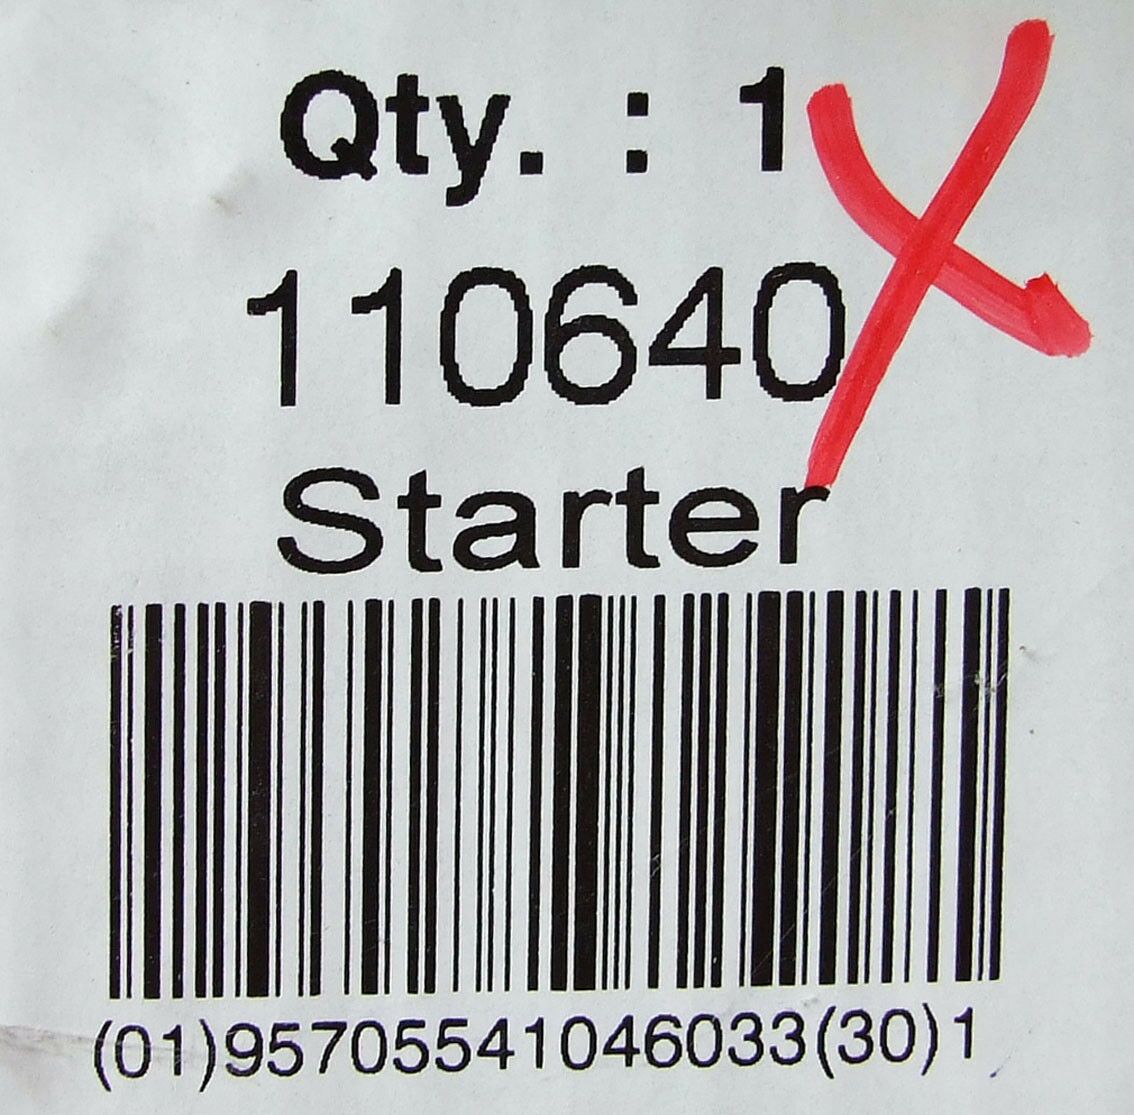 Qty. : 1
110640
Starter
(01)95705541046033(30)1